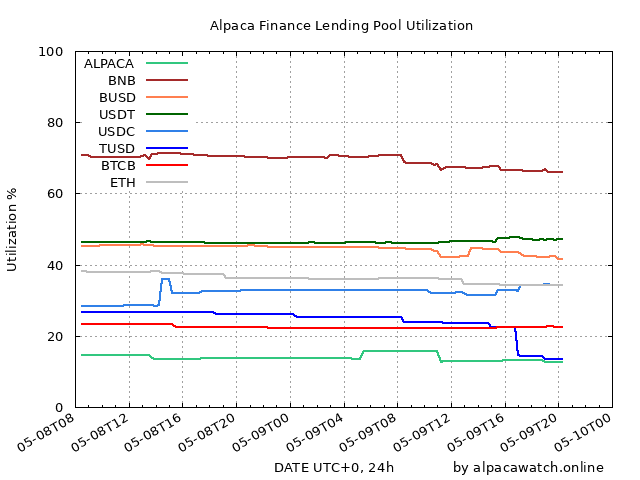 Alpaca Finance Lending Pool Utilization
100
80
60
40
20
0
Utilization %
ALPACA
BNB
BUSD
USDT
USDC
TUSD
BTCB
ETH
05-08T08
05-08T12
05-08T16
05-08T20
05-09T00
05-09T04
05-09T08
05-09T12
05-09T16
05-09T20
05-10T00
DATE UTC+0, 24h
by alpacawatch.online